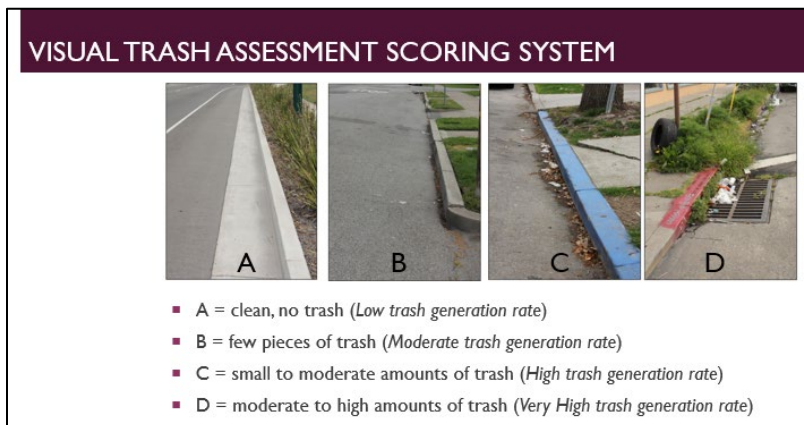 VISUAL TRASH ASSESSMENT SCORING SYSTEM
A B C D
▪ A = clean, no trash (Low trash generation rate)
▪ B = few pieces of trash (Moderate trash generation rate)
▪ C = small to moderate amounts of trash (High trash generation rate)
▪ D = moderate to high amounts of trash (Very High trash generation rate)